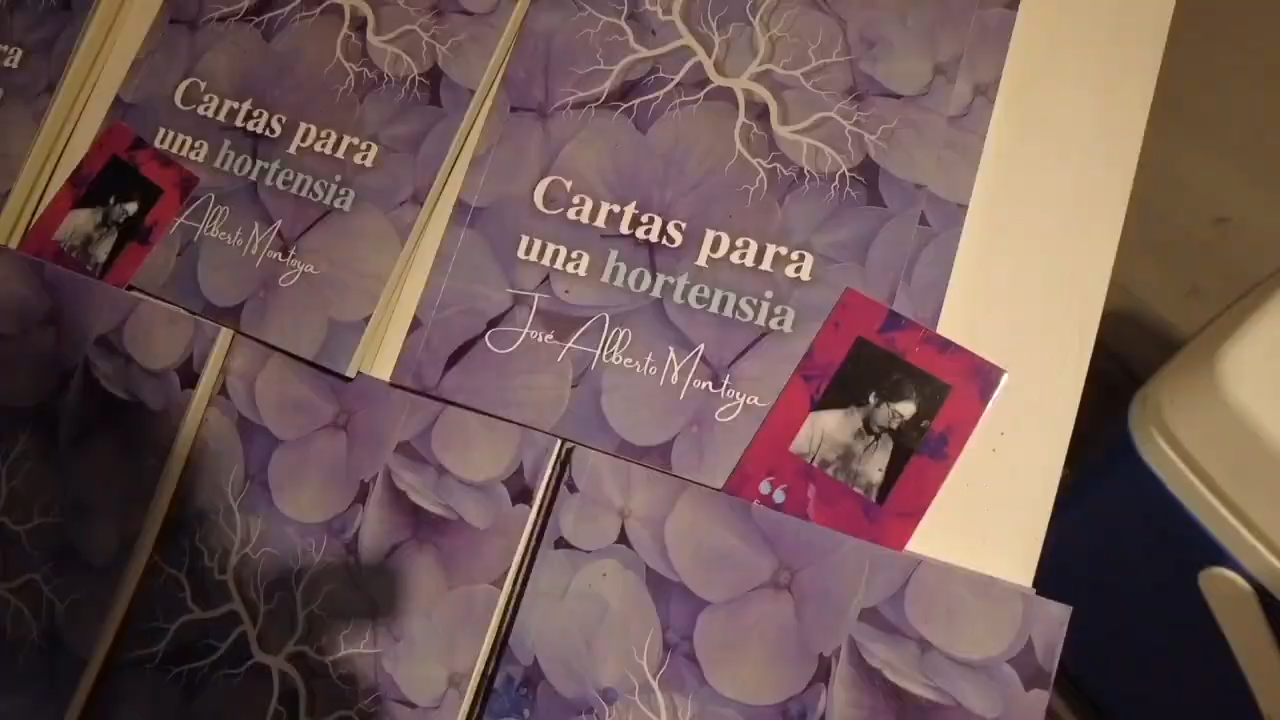 Cartas para
una hortensia
Alberto Montoya
Cartas para
una hortensia
José Alberto Montoya
“